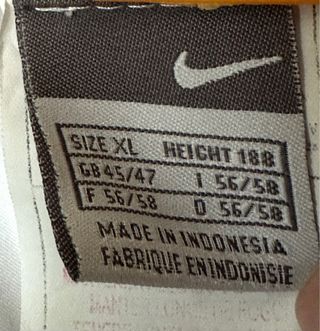 SIZE XL HEIGHT 188
GB 45/47 I 56/58
F 56/58 D 56/58
MADE IN INDONESIA
FABRIQUE EN INDONISIE